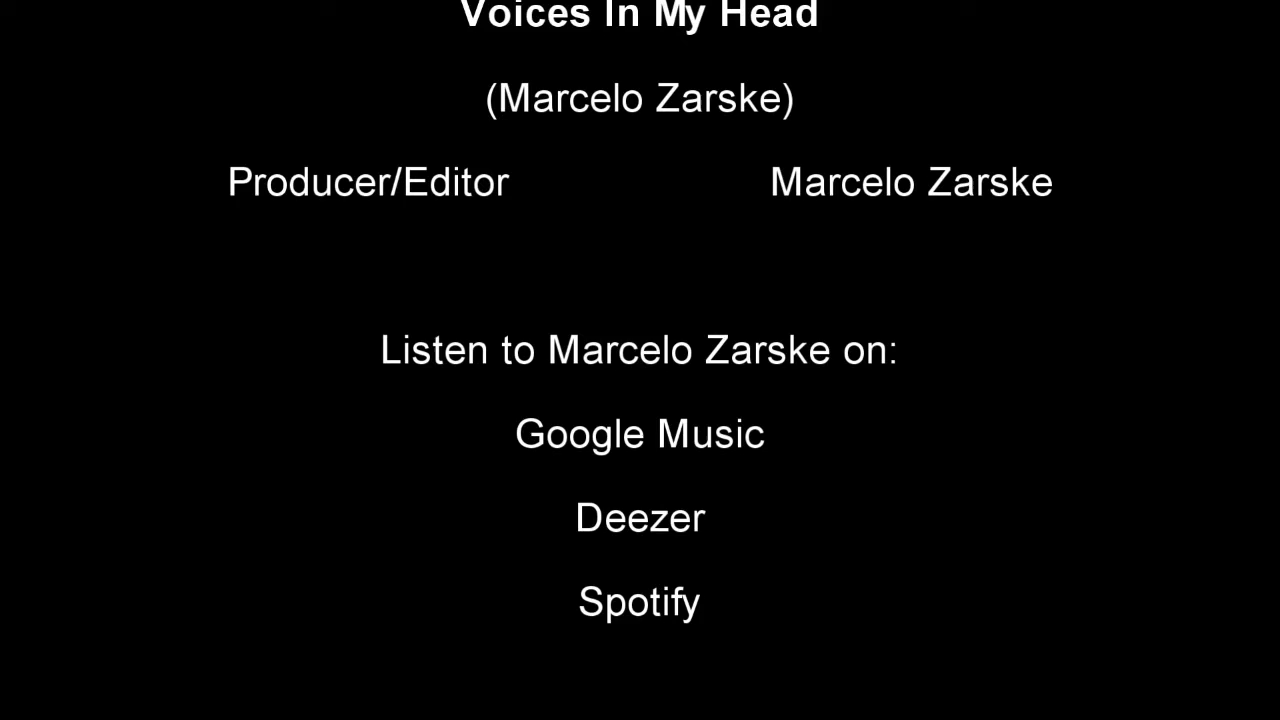 Voices In My Head
(Marcelo Zarske)
Producer/Editor Marcelo Zarske
Listen to Marcelo Zarske on:
Google Music
Deezer
Spotify